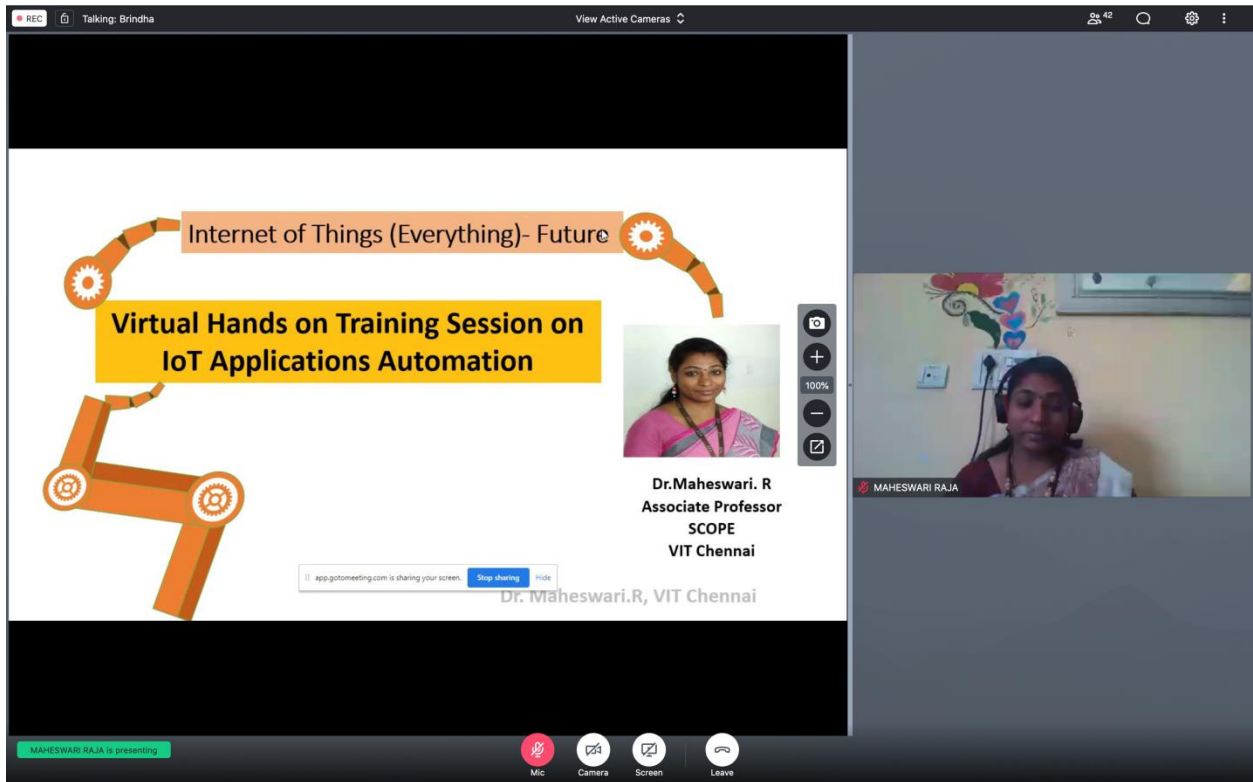 REC
Talking: Brindha
View Active Cameras
42
Internet of Things (Everything)- Future
Virtual Hands on Training Session on
IoT Applications Automation
100%
Dr.Maheswari. R
Associate Professor
SCOPE
VIT Chennai
MAHESWARI RAJA
app.gotomeeting.com is sharing your screen.
Stop sharing
Hide
Dr. Maheswari.R, VIT Chennai
MAHESWARI RAJA is presenting
Mic
Camera
Screen
Leave